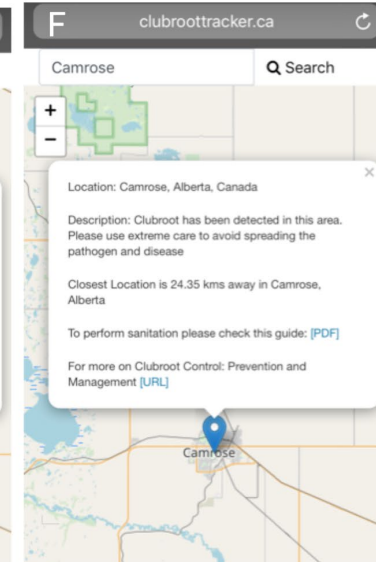 F
clubroottracker.ca
Camrose
Search
+
−
×
Location: Camrose, Alberta, Canada
Description: Clubroot has been detected in this area.
Please use extreme care to avoid spreading the
pathogen and disease
Closest Location is 24.35 kms away in Camrose,
Alberta
To perform sanitation please check this guide: [PDF]
For more on Clubroot Control: Prevention and
Management [URL]
Camrose